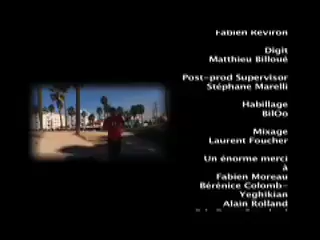 Fabien Reviron
Digit
Matthieu Billoué
Post-prod Supervisor
Stéphane Marelli
Habillage
BilOo
Mixage
Laurent Foucher
Un énorme merci
à
Fabien Moreau
Bérénice Colomb-
Yeghikian
Alain Rolland